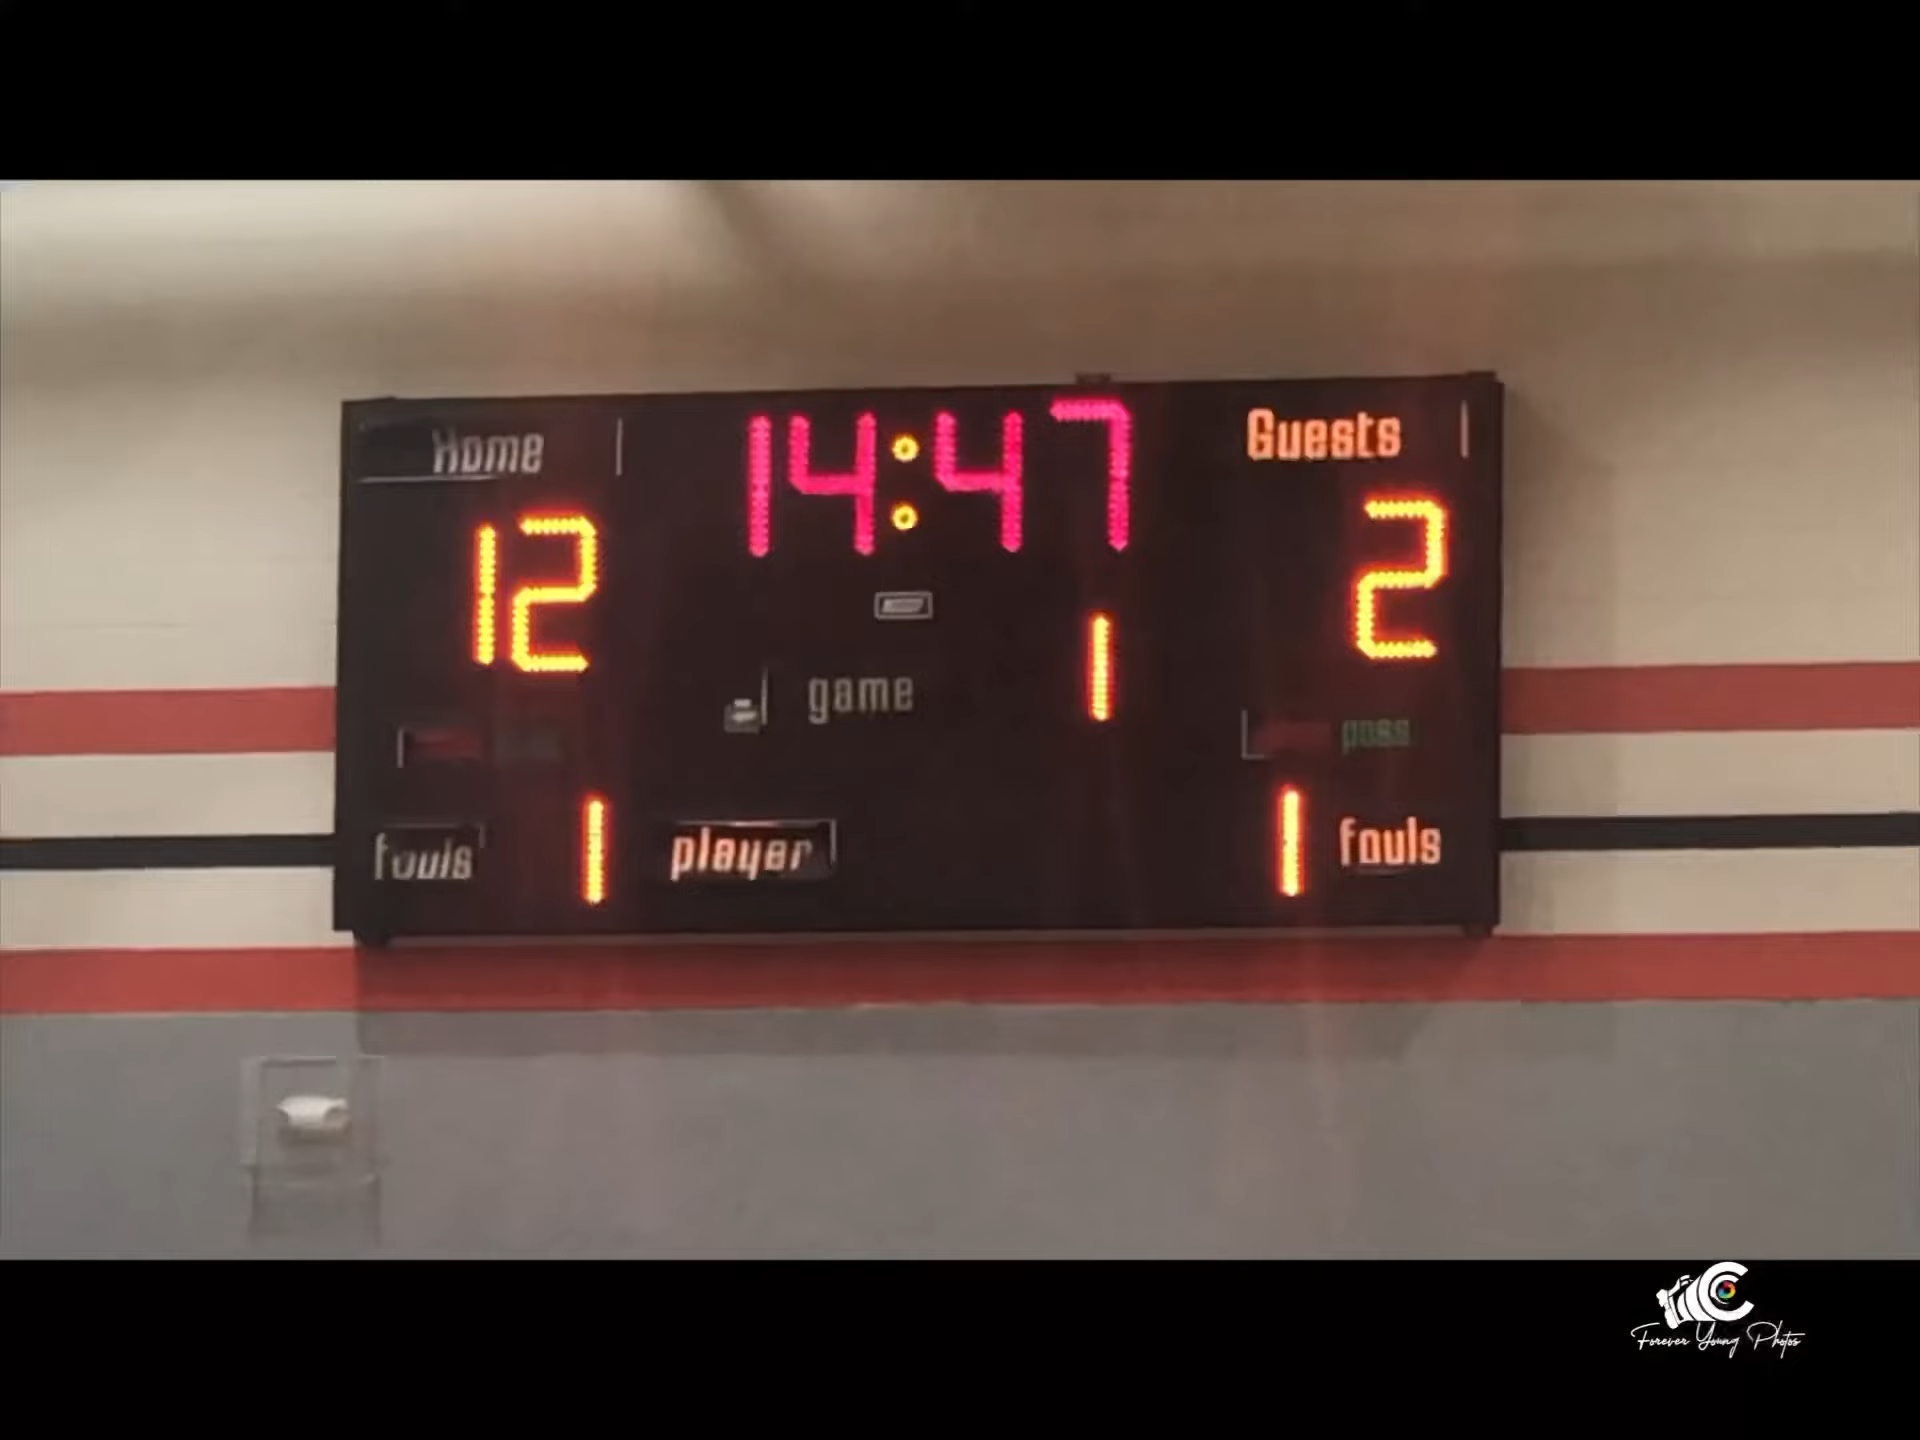 Home 14:47 Guests
12 2
game 1
poss
fouls 1 player 1 fouls
Forever Young Photos